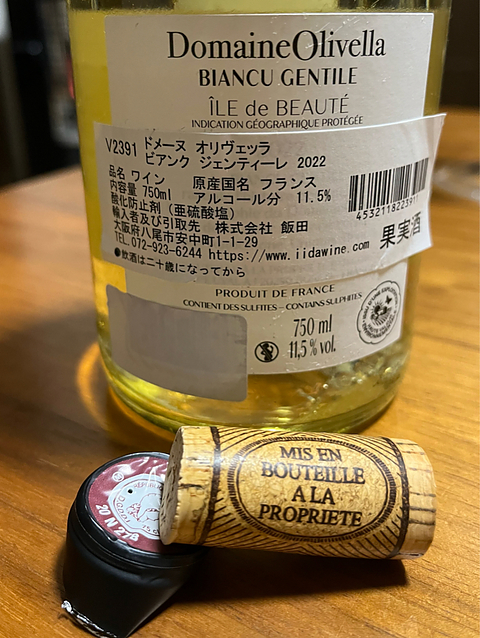 DomaineOlivella
BIANCU GENTILE
ÎLE de BEAUTÉ
INDICATION GÉOGRAPHIQUE PROTÉGÉE
V2391 ドメーヌ オリヴェッラ
ビアンク ジェンティーレ 2022
品名 ワイン 原産国名 フランス
内容量 750ml アルコール分 11.5%
酸化防止剤（亜硫酸塩）
輸入者及び引取先 株式会社 飯田
大阪府八尾市安中町1-1-29
TEL.072-923-6244 https://www.iidawine.com
●飲酒は二十歳になってから
果実酒
PRODUIT DE FRANCE
CONTIENT DES SULFITES – CONTAINS SULPHITES
750 ml
11,5 % vol.
MIS EN
BOUTEILLE
A LA
PROPRIETE